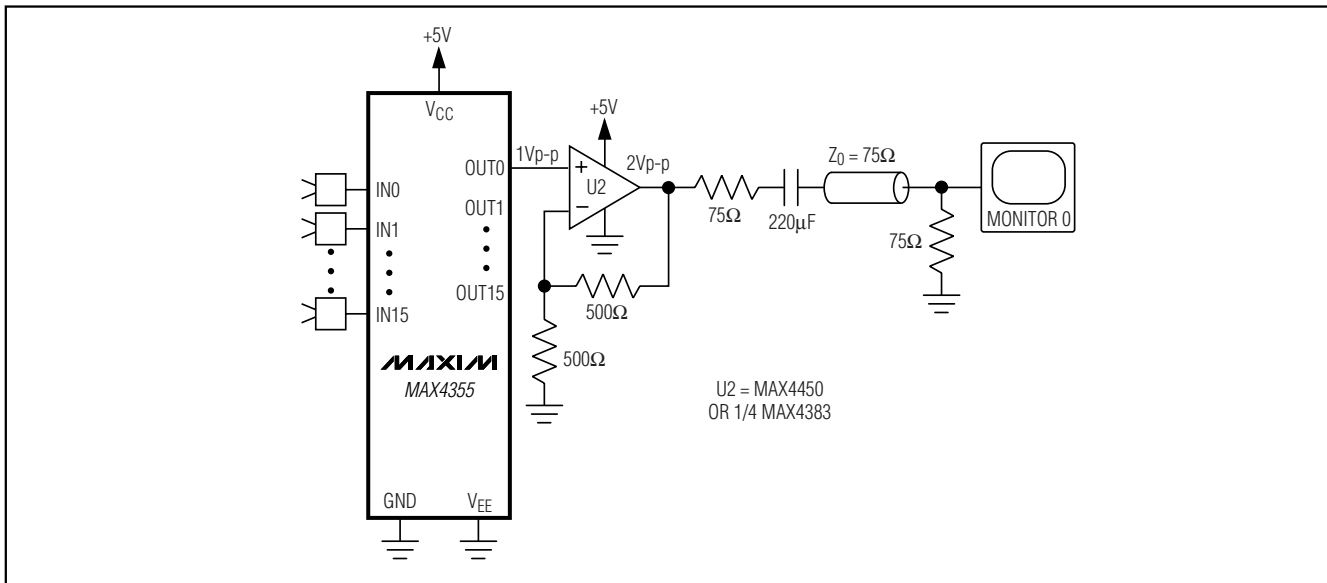 +5V
VCC
+5V
1Vp-p
2Vp-p
Z0 = 75Ω
OUT0
+
U2
−
IN0
OUT1
75Ω
220μF
MONITOR 0
IN1
75Ω
OUT15
500Ω
IN15
500Ω
MAXIM
MAX4355
U2 = MAX4450
OR 1/4 MAX4383
GND
VEE